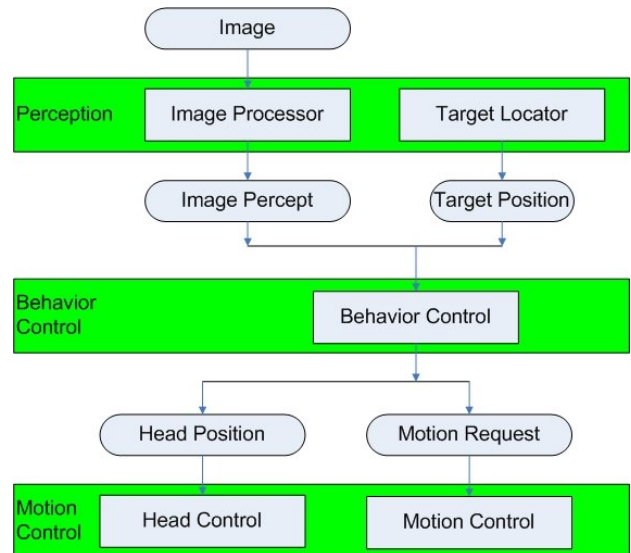 Image
Perception
Image Processor
Target Locator
Image Percept
Target Position
Behavior
Control
Behavior Control
Head Position
Motion Request
Motion
Control
Head Control
Motion Control